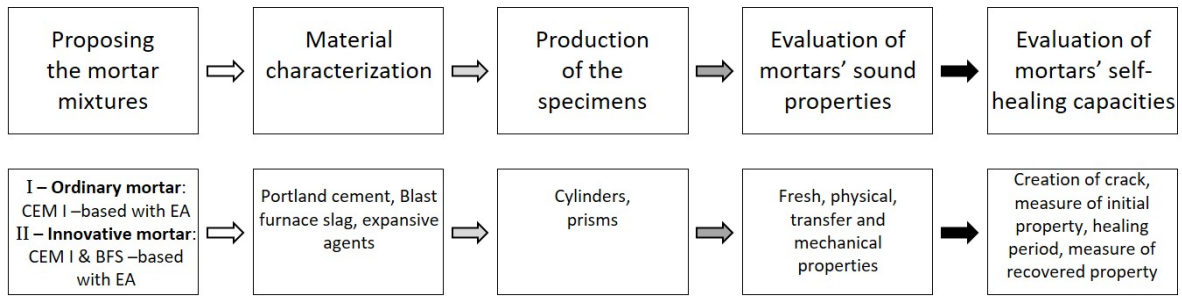 Proposing
the mortar
mixtures
Material
characterization
Production
of the
specimens
Evaluation of
mortars’ sound
properties
Evaluation of
mortars’ self-
healing capacities
I – Ordinary mortar:
CEM I –based with EA
II – Innovative mortar:
CEM I & BFS –based
with EA
Portland cement, Blast
furnace slag, expansive
agents
Cylinders,
prisms
Fresh, physical,
transfer and
mechanical
properties
Creation of crack,
measure of initial
property, healing
period, measure of
recovered property